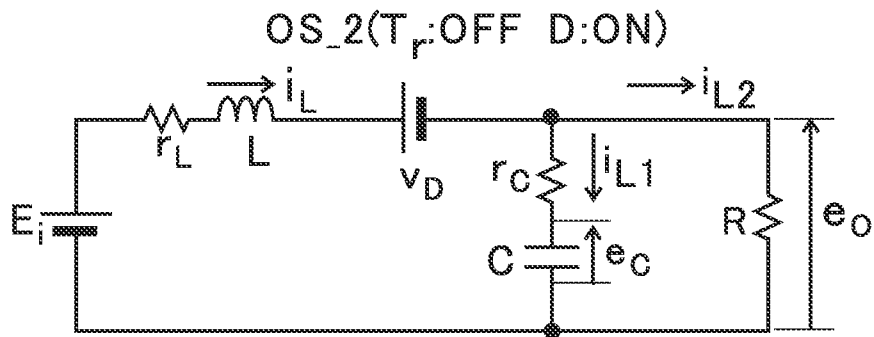 OS_2(Tr:OFF D:ON)
iL
iL2
rL
L
vD
rC
iL1
Ei
C
eC
R
eO